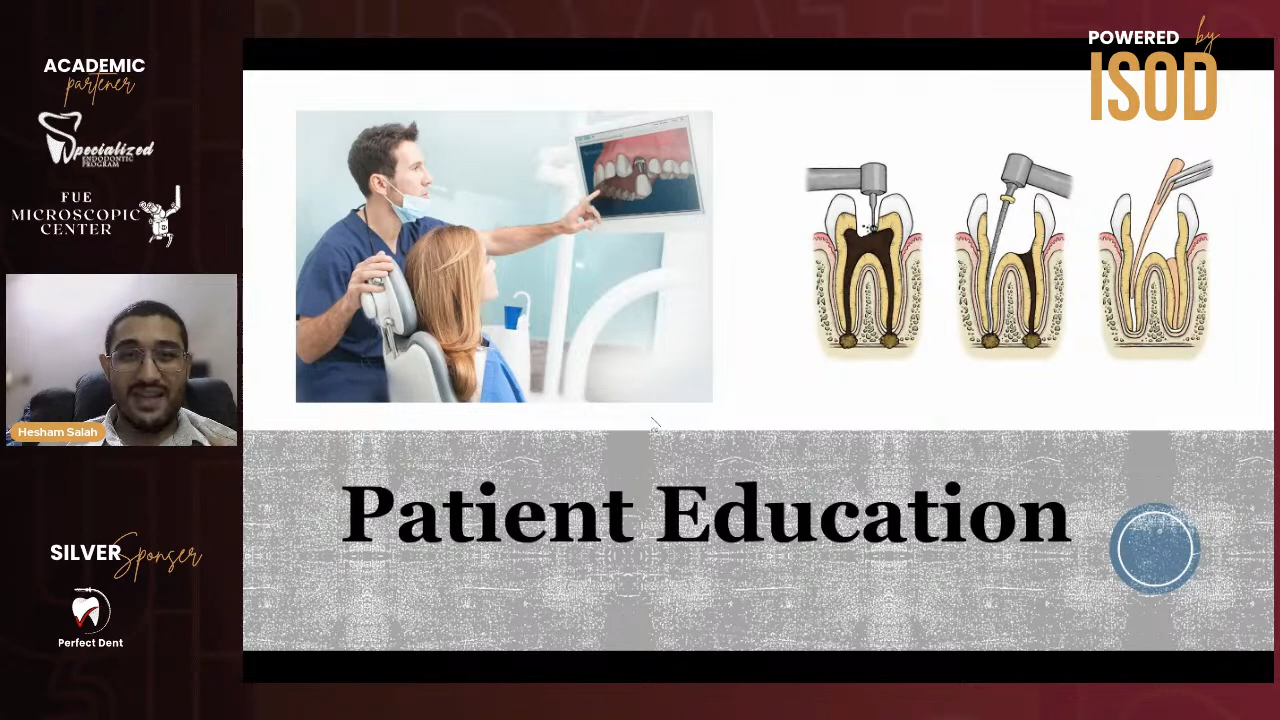 ACADEMIC
partener
Specialized
ENDODONTIC
PROGRAM
FUE
MICROSCOPIC
CENTER
Hesham Salah
SILVER Sponser
Perfect Dent
POWERED by
ISOD
Patient Education